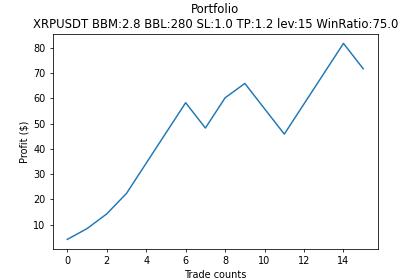 Portfolio
XRPUSDT BBM:2.8 BBL:280 SL:1.0 TP:1.2 lev:15 WinRatio:75.0
80
70
60
50
40
30
20
10
Profit ($)
0 2 4 6 8 10 12 14
Trade counts